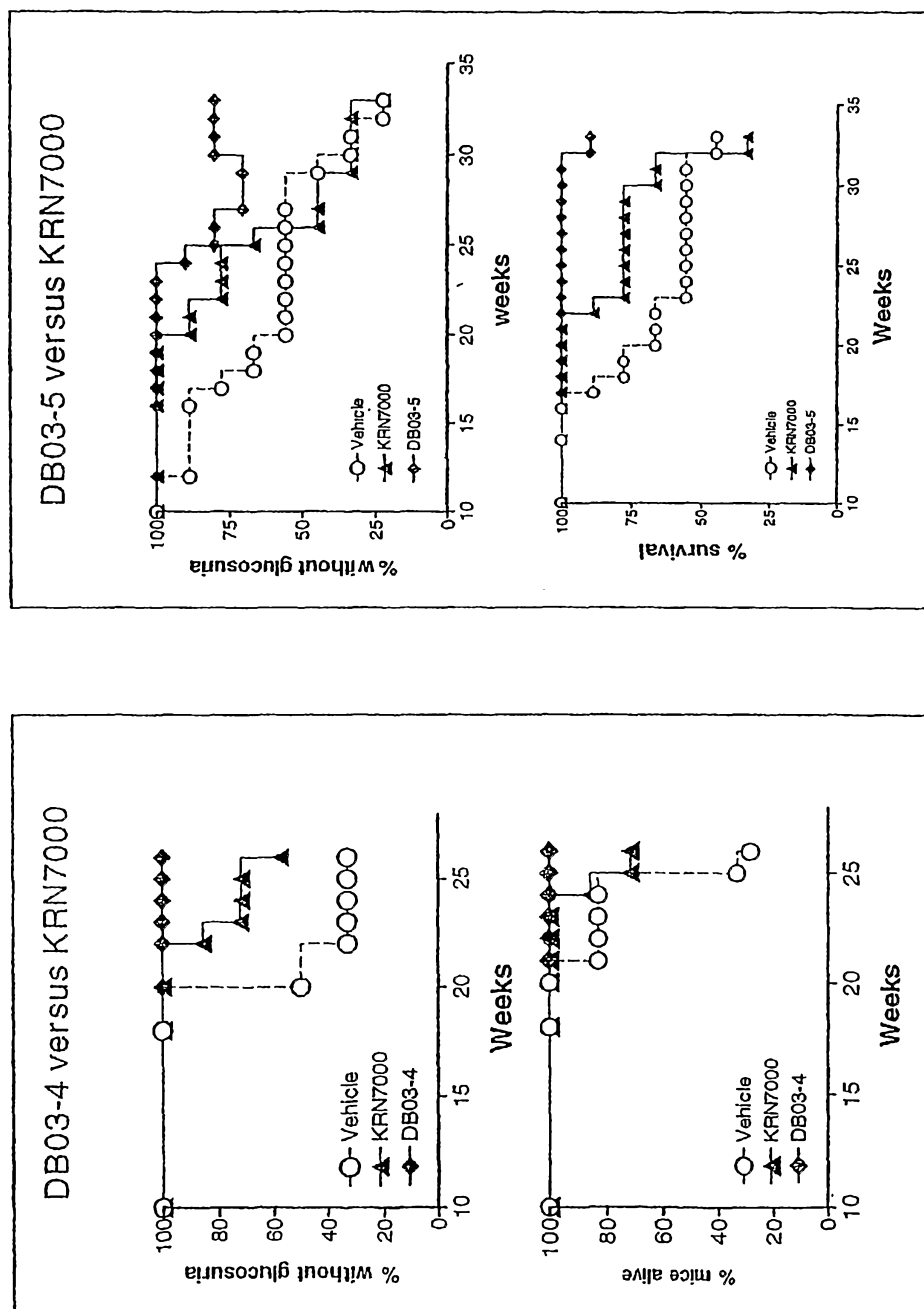 DB03-4 versus KRN7000
% without glucosuria
100
80
60
40
20
0
Vehicle
KRN7000
DB03-4
10
15
20
25
Weeks
% mice alive
100
80
60
40
20
0
Vehicle
KRN7000
DB03-4
10
15
20
25
Weeks
DB03-5 versus KRN7000
% without glucosuria
100
75
50
25
0
Vehicle
KRN7000
DB03-5
10
15
20
25
30
35
weeks
% survival
100
75
50
25
0
Vehicle
KRN7000
DB03-5
10
15
20
25
30
35
Weeks